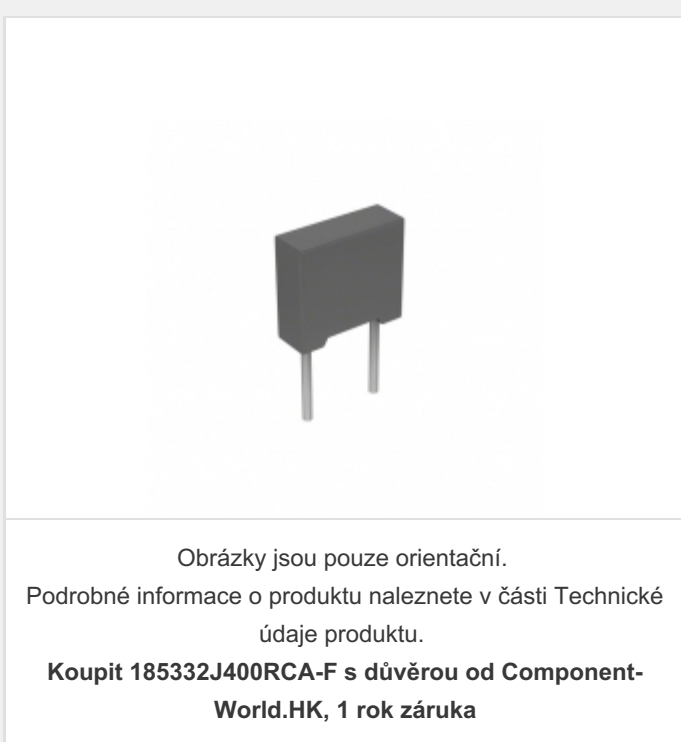 Obrázky jsou pouze orientační.
Podrobné informace o produktu naleznete v části Technické
údaje produktu.
Koupit 185332J400RCA-F s důvěrou od Component-
World.HK, 1 rok záruka